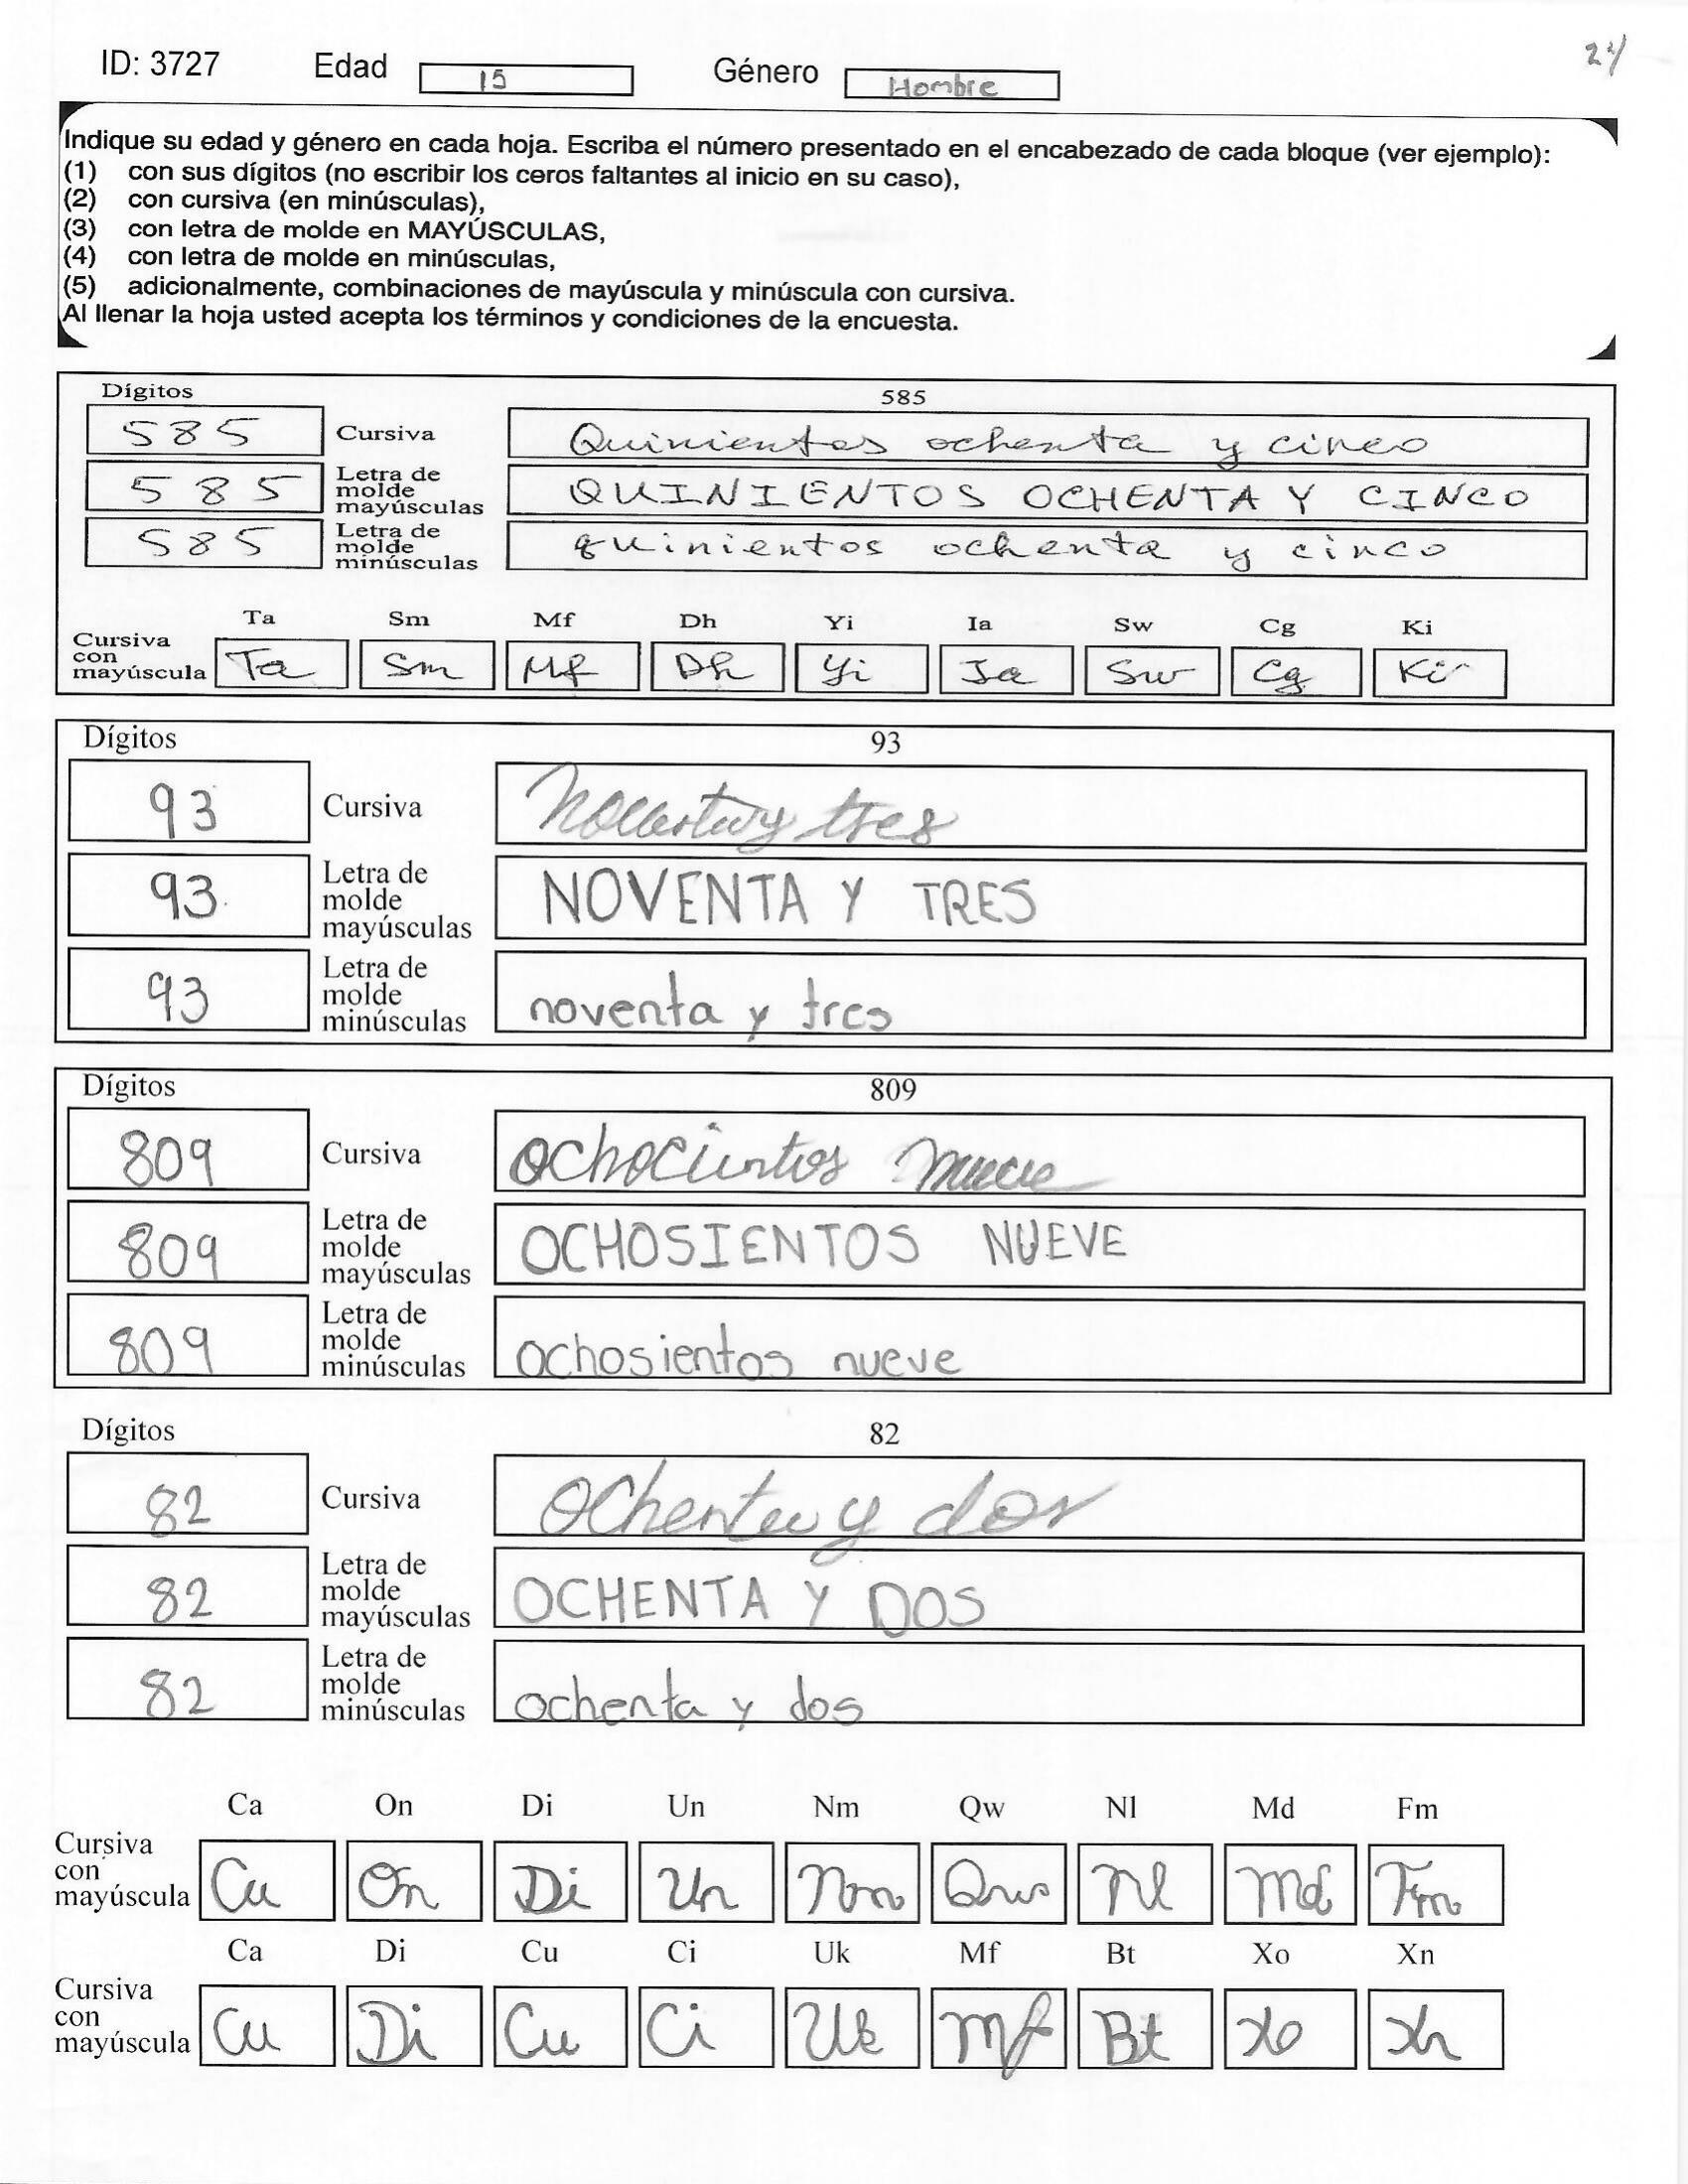 ID: 3727 Edad 15 Género Hombre
Indique su edad y género en cada hoja. Escriba el número presentado en el encabezado de cada bloque (ver ejemplo):
(1) con sus dígitos (no escribir los ceros faltantes al inicio en su caso),
(2) con cursiva (en minúsculas),
(3) con letra de molde en MAYÚSCULAS,
(4) con letra de molde en minúsculas,
(5) adicionalmente, combinaciones de mayúscula y minúscula con cursiva.
Al llenar la hoja usted acepta los términos y condiciones de la encuesta.
Dígitos 585
585 Cursiva Quinientos ochenta y cinco
585 Letra de molde mayúsculas QUINIENTOS OCHENTA Y CINCO
585 Letra de molde minúsculas quinientos ochenta y cinco
Ta Sm Mf Dh Yi Ia Sw Cg Ki
Cursiva con mayúscula Ta Sm Mf Dh Yi Ia Sw Cg Ki
Dígitos 93
93 Cursiva Noventa y tres
93 Letra de molde mayúsculas NOVENTA Y TRES
93 Letra de molde minúsculas noventa y tres
Dígitos 809
809 Cursiva ochocientos nueve
809 Letra de molde mayúsculas OCHOSIENTOS NUEVE
809 Letra de molde minúsculas ochosientos nueve
Dígitos 82
82 Cursiva ochenta y dos
82 Letra de molde mayúsculas OCHENTA Y DOS
82 Letra de molde minúsculas ochenta y dos
Ca On Di Un Nm Qw Nl Md Fm
Cursiva con mayúscula Ca On Di Un Nm Qw Nl Md Fm
Ca Di Cu Ci Uk Mf Bt Xo Xn
Cursiva con mayúscula Ca Di Cu Ci Uk Mf Bt Xo Xn